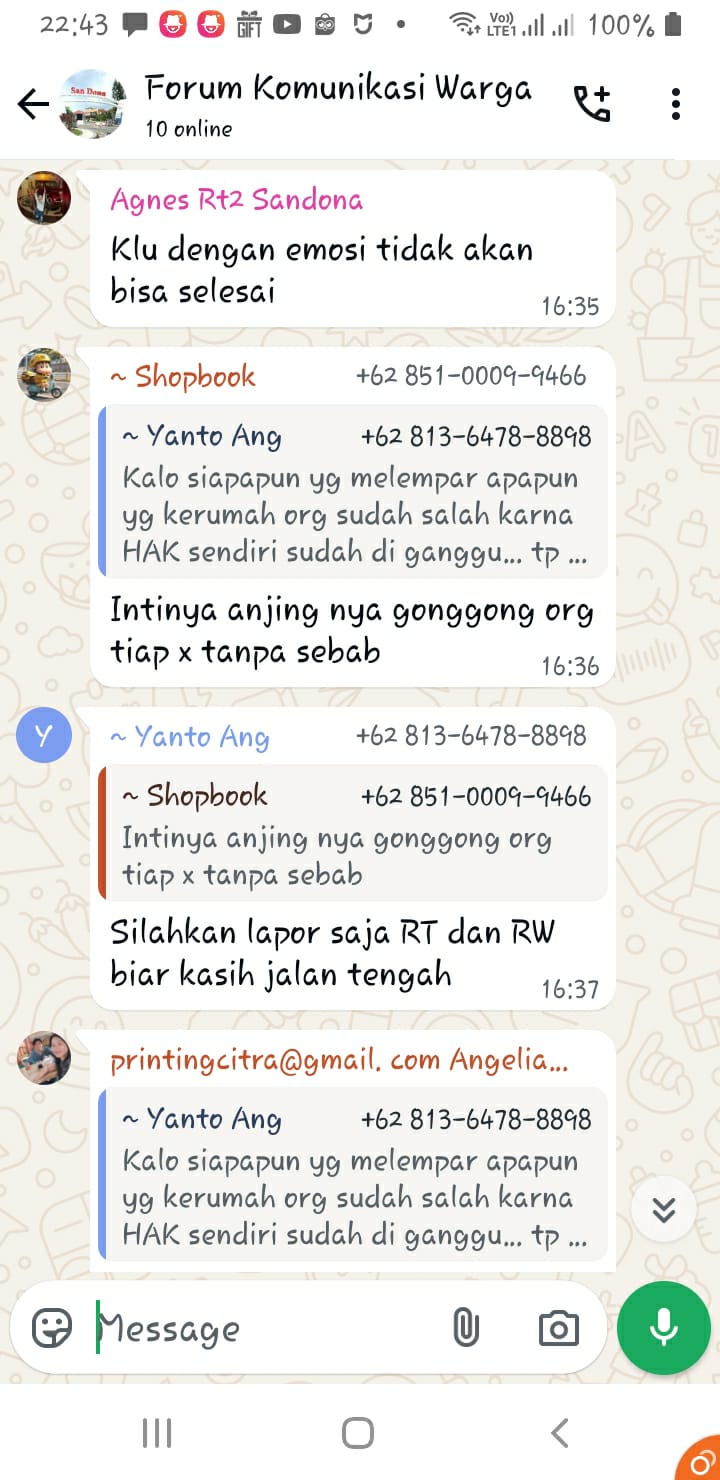 22:43
GIFT
Vo))
LTE1
100%
San Dona
Forum Komunikasi Warga
10 online
Agnes Rt2 Sandona
Klu dengan emosi tidak akan
bisa selesai
16:35
~ Shopbook +62 851-0009-9466
~ Yanto Ang +62 813-6478-8898
Kalo siapapun yg melempar apapun
yg kerumah org sudah salah karna
HAK sendiri sudah di ganggu... tp ...
Intinya anjing nya gonggong org
tiap x tanpa sebab
16:36
Y
~ Yanto Ang +62 813-6478-8898
~ Shopbook +62 851-0009-9466
Intinya anjing nya gonggong org
tiap x tanpa sebab
Silahkan lapor saja RT dan RW
biar kasih jalan tengah
16:37
printingcitra@gmail. com Angelia...
~ Yanto Ang +62 813-6478-8898
Kalo siapapun yg melempar apapun
yg kerumah org sudah salah karna
HAK sendiri sudah di ganggu... tp ...
Message